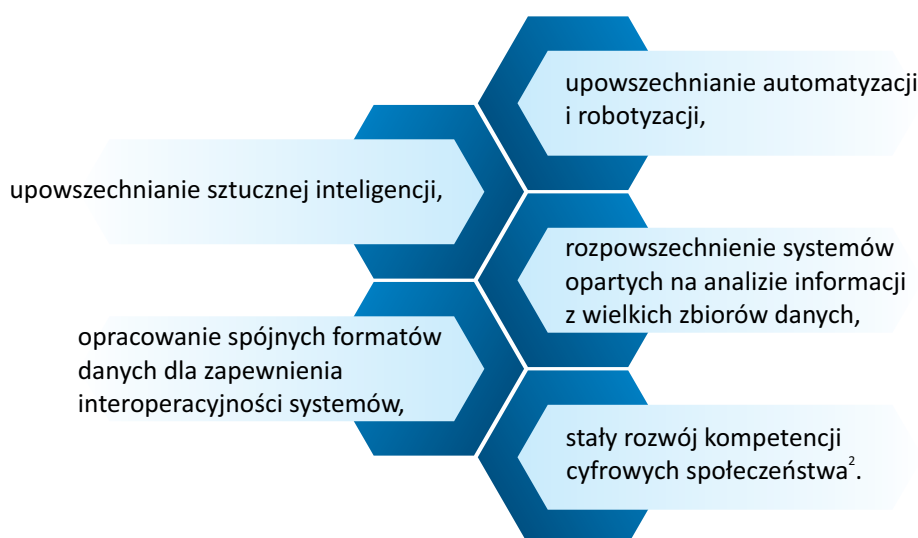 upowszechnianie automatyzacji
i robotyzacji,
upowszechnianie sztucznej inteligencji,
rozpowszechnienie systemów
opartych na analizie informacji
z wielkich zbiorów danych,
opracowanie spójnych formatów
danych dla zapewnienia
interoperacyjności systemów,
stały rozwój kompetencji
cyfrowych społeczeństwa².